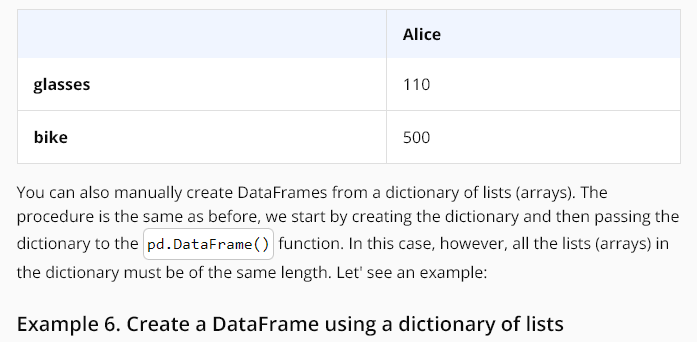 Alice
glasses 110
bike 500
You can also manually create DataFrames from a dictionary of lists (arrays). The
procedure is the same as before, we start by creating the dictionary and then passing the
dictionary to the pd.DataFrame() function. In this case, however, all the lists (arrays) in
the dictionary must be of the same length. Let' see an example:
Example 6. Create a DataFrame using a dictionary of lists